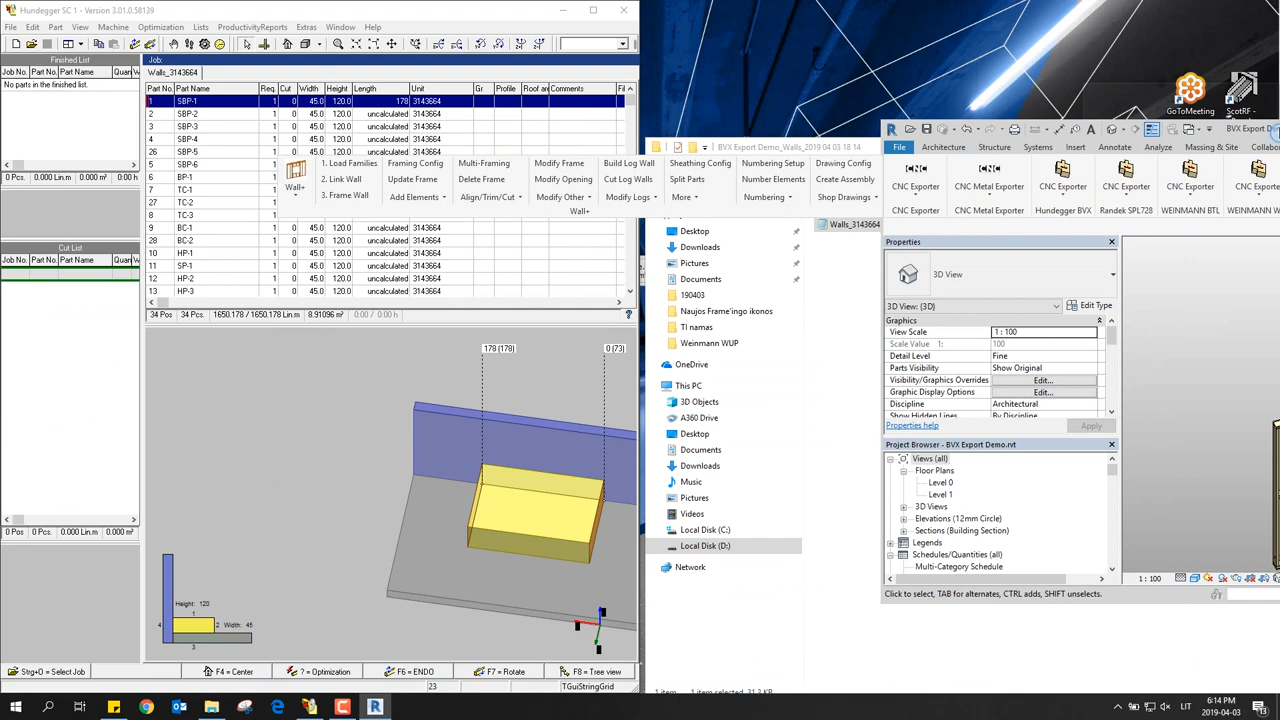 Hundegger SC 1 - Version 3.01.0.58139
File Edit Part View Machine Optimization Lists ProductivityReports Extras Window Help
Finished List
Job No. Part No. Part Name Quan W
No parts in the finished list.
0 Pcs. 0.000 Lin.m 0.000 m³
Cut List
Job No. Part No. Part Name Quan W
0 Pcs. 0.000 Lin.m 0.000 m³
Job:
Walls_3143664
Part No. Part Name Req. Cut Width Height Length Unit Gr Profile Roof ar Comments Fil
1 SBP-1 1 0 45.0 120.0 178 3143664
2 SBP-2 1 0 45.0 120.0 uncalculated 3143664
3 SBP-3 1 0 45.0 120.0 uncalculated 3143664
4 SBP-4 1 0 45.0 120.0 uncalculated 3143664
26 SBP-5 1 0 45.0 120.0 uncalculated 3143664
5 SBP-6
6 BP-1
7 TC-1
27 TC-2
8 TC-3
9 BC-1 1 0 45.0 120.0 uncalculated 3143664
28 BC-2 1 0 45.0 120.0 uncalculated 3143664
10 HP-1 1 0 45.0 120.0 uncalculated 3143664
11 SP-1 1 0 45.0 120.0 uncalculated 3143664
12 HP-2 1 0 45.0 120.0 uncalculated 3143664
13 HP-3 1 0 45.0 120.0 uncalculated 3143664
34 Pos 34 Pcs. 1650.178 / 1650.178 Lin.m 8.91096 m³ 0:00 / 0:00 h
178 (178) 0 (73)
Height: 120
1
4 2 Width: 45
3
Strg+O = Select Job F4 = Center ? = Optimization F6 = ENDO F7 = Rotate F8 = Tree view
23 TGuiStringGrid
Wall+
1. Load Families Framing Config Multi-Framing Modify Frame Build Log Wall Sheathing Config Numbering Setup Drawing Config
2. Link Wall Update Frame Delete Frame Modify Opening Cut Log Walls Split Parts Number Elements Create Assembly
3. Frame Wall Add Elements Align/Trim/Cut Modify Other Modify Logs More Numbering Shop Drawings
Wall+
BVX Export Demo_Walls_2019 04 03 18 14
Walls_3143664
Desktop
Downloads
Pictures
Documents
190403
Naujos Frame'ingo ikonos
TI namas
Weinmann WUP
OneDrive
This PC
3D Objects
A360 Drive
Desktop
Documents
Downloads
Music
Pictures
Videos
Local Disk (C:)
Local Disk (D:)
Network
1 item 1 item selected 31.3 KB
GoToMeeting ScotRF -
BVX Export Dem
File Architecture Structure Systems Insert Annotate Analyze Massing & Site Collabo
CNC Exporter CNC Metal Exporter CNC Exporter CNC Exporter CNC Exporter
CNC Exporter CNC Metal Exporter Hundegger BVX Randek SPL728 WEINMANN BTL WEINMANN W
Properties
3D View
3D View: {3D} Edit Type
Graphics
View Scale 1 : 100
Scale Value 1: 100
Detail Level Fine
Parts Visibility Show Original
Visibility/Graphics Overrides Edit...
Graphic Display Options Edit...
Discipline Architectural
Show Hidden Lines By Discipline
Properties help Apply
Project Browser - BVX Export Demo.rvt
Views (all)
Floor Plans
Level 0
Level 1
3D Views
Elevations (12mm Circle)
Sections (Building Section)
Legends
Schedules/Quantities (all)
Multi-Category Schedule
1 : 100
Click to select, TAB for alternates, CTRL adds, SHIFT unselects.
LIT 6:14 PM
2019-04-03